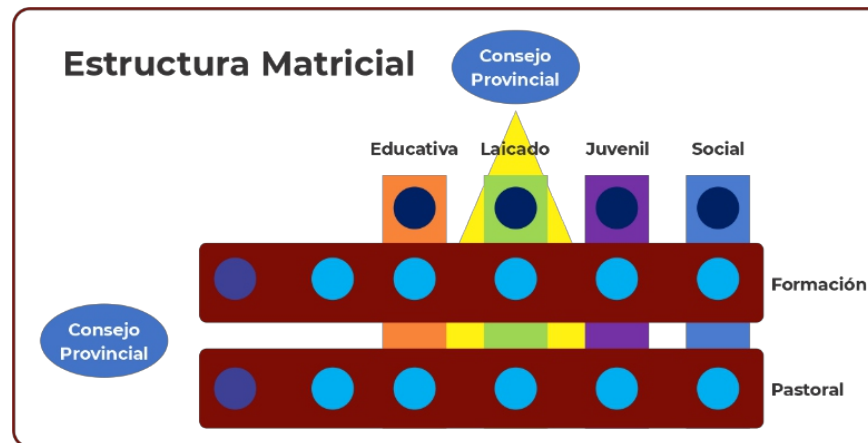 Estructura Matricial
Consejo
Provincial
Educativa
Laicado
Juvenil
Social
Formación
Consejo
Provincial
Pastoral